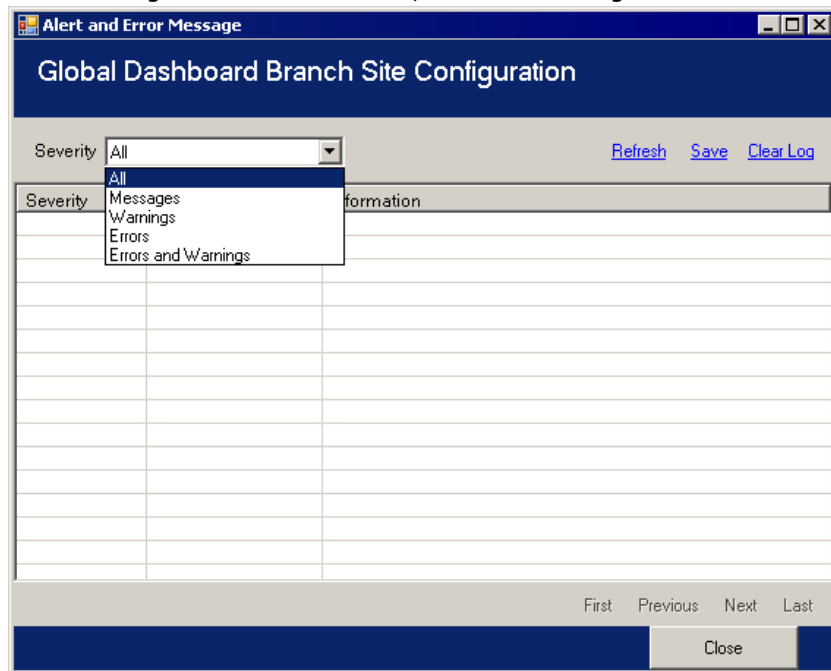 Alert and Error Message
Global Dashboard Branch Site Configuration
Severity All Refresh Save Clear Log
All
Severity formation
Messages
Warnings
Errors
Errors and Warnings
First Previous Next Last
Close